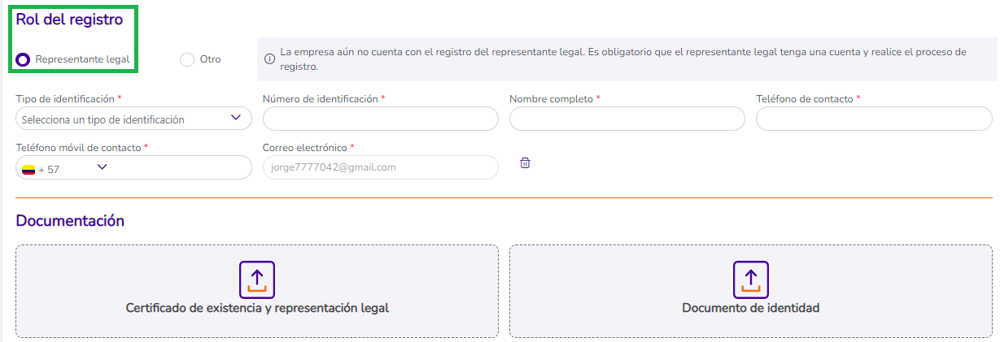 Rol del registro
Representante legal
Otro
La empresa aún no cuenta con el registro del representante legal. Es obligatorio que el representante legal tenga una cuenta y realice el proceso de
registro.
Tipo de identificación *
Número de identificación *
Nombre completo *
Teléfono de contacto *
Selecciona un tipo de identificación
Teléfono móvil de contacto *
Correo electrónico *
+ 57
jorge7777042@gmail.com
Documentación
Certificado de existencia y representación legal
Documento de identidad